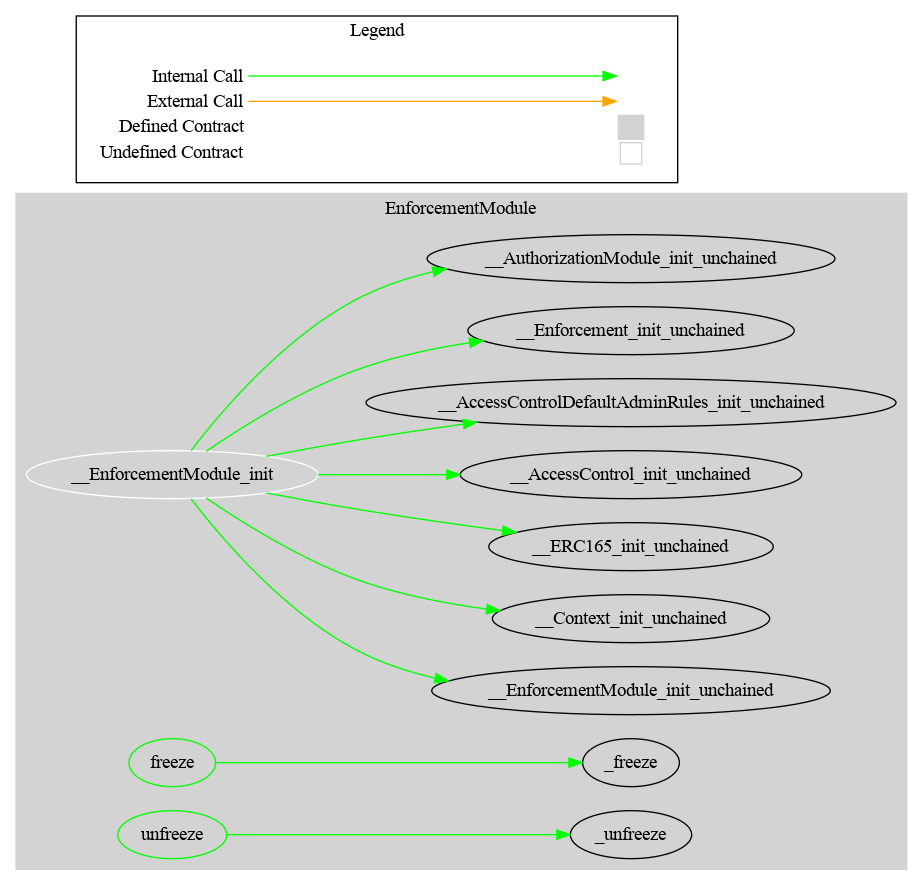 Legend
Internal Call
External Call
Defined Contract
Undefined Contract
EnforcementModule
__AuthorizationModule_init_unchained
__Enforcement_init_unchained
__AccessControlDefaultAdminRules_init_unchained
__EnforcementModule_init
__AccessControl_init_unchained
__ERC165_init_unchained
__Context_init_unchained
__EnforcementModule_init_unchained
freeze
_freeze
unfreeze
_unfreeze